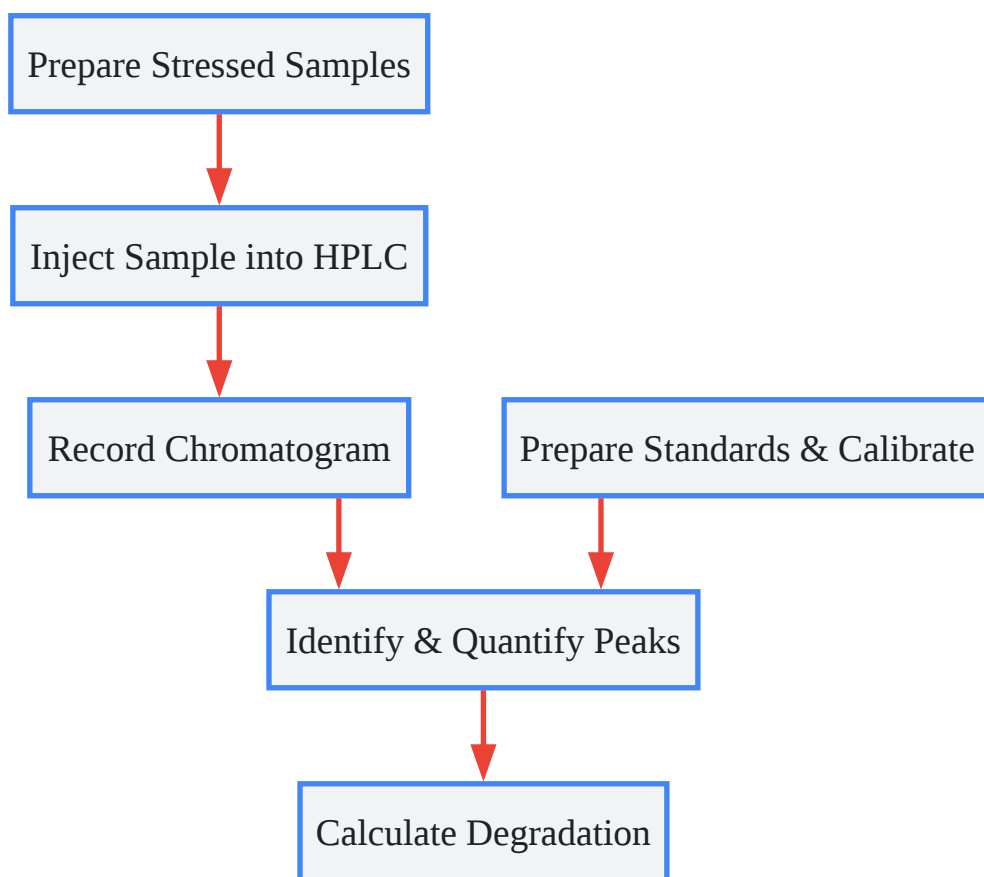 Prepare Stressed Samples
Inject Sample into HPLC
Record Chromatogram
Prepare Standards & Calibrate
Identify & Quantify Peaks
Calculate Degradation